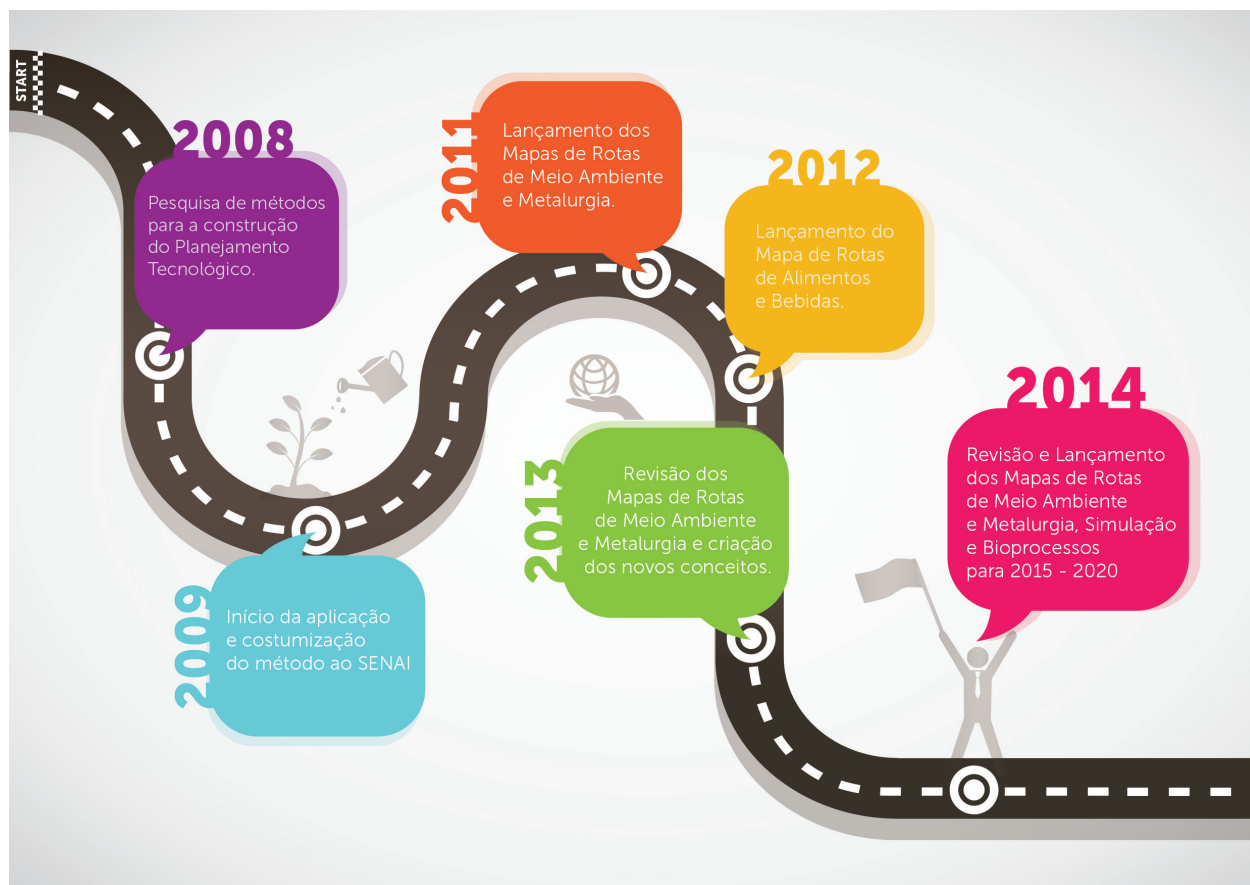 START
2008
Pesquisa de métodos
para a construção
do Planejamento
Tecnológico.
2009
Início da aplicação
e costumização
do método ao SENAI
2011
Lançamento dos
Mapas de Rotas
de Meio Ambiente
e Metalurgia.
2012
Lançamento do
Mapa de Rotas
de Alimentos
e Bebidas.
2013
Revisão dos
Mapas de Rotas
de Meio Ambiente
e Metalurgia e criação
dos novos conceitos.
2014
Revisão e Lançamento
dos Mapas de Rotas
de Meio Ambiente
e Metalurgia, Simulação
e Bioprocessos
para 2015 - 2020